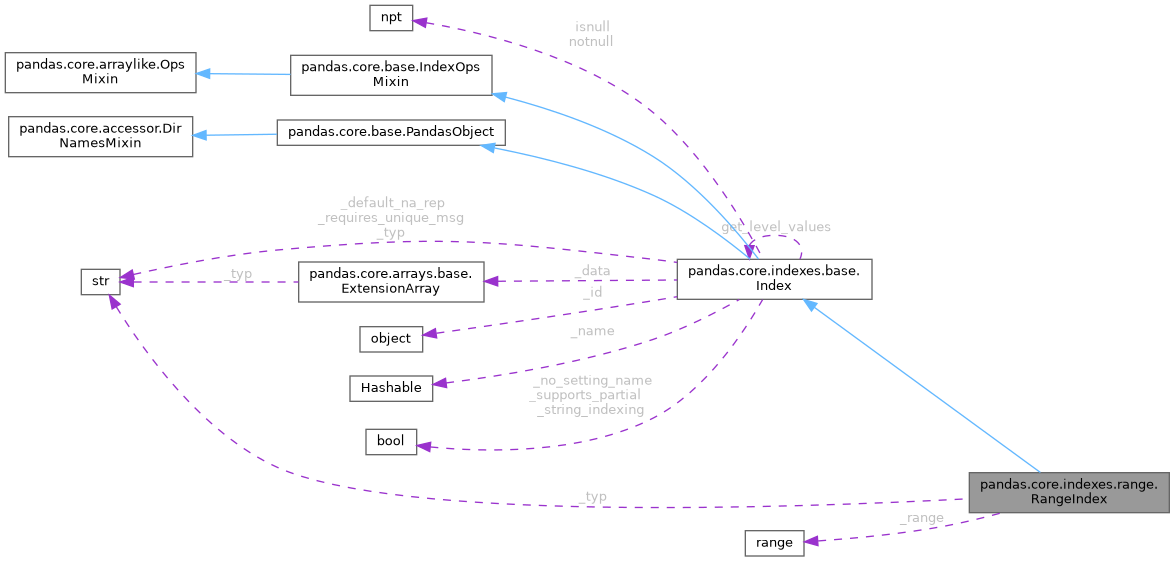 npt
isnull
notnull
pandas.core.arraylike.Ops
Mixin
pandas.core.base.IndexOps
Mixin
pandas.core.accessor.Dir
NamesMixin
pandas.core.base.PandasObject
_default_na_rep
_requires_unique_msg
_typ
get_level_values
str
_typ
pandas.core.arrays.base.
ExtensionArray
_data
_id
pandas.core.indexes.base.
Index
object
_name
Hashable
_no_setting_name
_supports_partial
_string_indexing
bool
_typ
pandas.core.indexes.range.
RangeIndex
_range
range